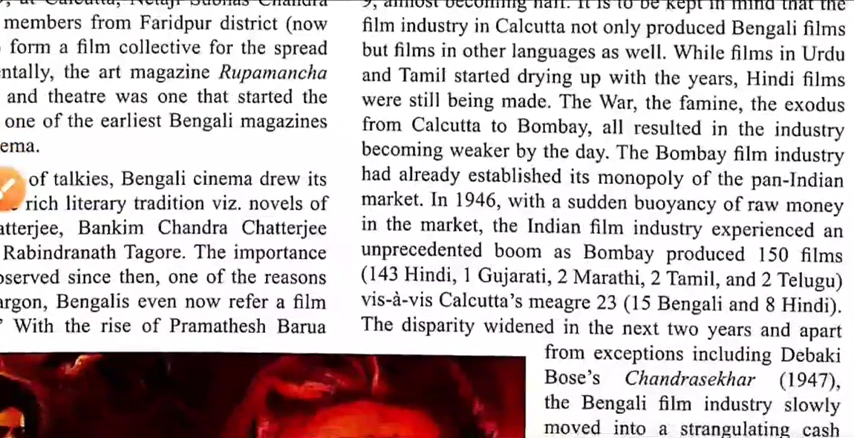 members from Faridpur district (now
form a film collective for the spread
ntally, the art magazine Rupamancha
and theatre was one that started the
one of the earliest Bengali magazines
ema.
of talkies, Bengali cinema drew its
rich literary tradition viz. novels of
atterjee, Bankim Chandra Chatterjee
Rabindranath Tagore. The importance
oserved since then, one of the reasons
argon, Bengalis even now refer a film
" With the rise of Pramathesh Barua
9, almost becoming half. It is to be kept in mind that the
film industry in Calcutta not only produced Bengali films
but films in other languages as well. While films in Urdu
and Tamil started drying up with the years, Hindi films
were still being made. The War, the famine, the exodus
from Calcutta to Bombay, all resulted in the industry
becoming weaker by the day. The Bombay film industry
had already established its monopoly of the pan-Indian
market. In 1946, with a sudden buoyancy of raw money
in the market, the Indian film industry experienced an
unprecedented boom as Bombay produced 150 films
(143 Hindi, 1 Gujarati, 2 Marathi, 2 Tamil, and 2 Telugu)
vis-à-vis Calcutta's meagre 23 (15 Bengali and 8 Hindi).
The disparity widened in the next two years and apart
from exceptions including Debaki
Bose's Chandrasekhar (1947),
the Bengali film industry slowly
moved into a strangulating cash